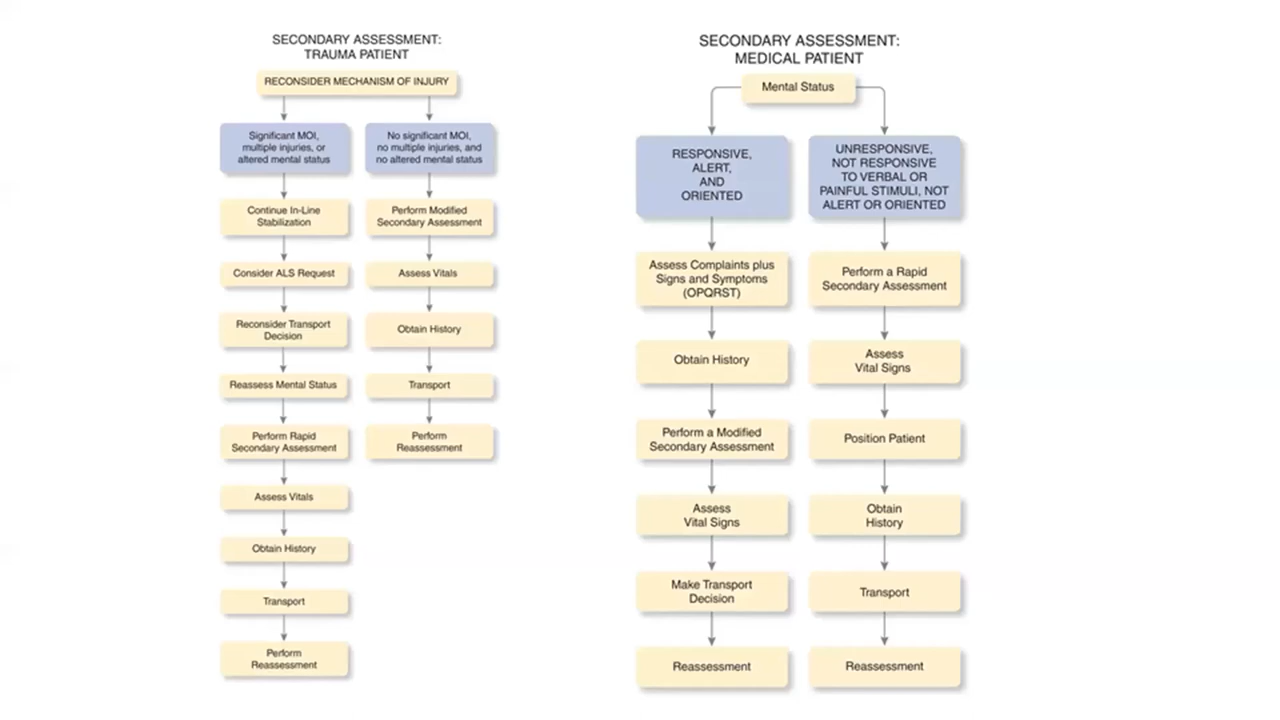 SECONDARY ASSESSMENT:
TRAUMA PATIENT
RECONSIDER MECHANISM OF INJURY
Significant MOI,
multiple injuries, or
altered mental status
Continue In-Line
Stabilization
Consider ALS Request
Reconsider Transport
Decision
Reassess Mental Status
Perform Rapid
Secondary Assessment
Assess Vitals
Obtain History
Transport
Perform
Reassessment
No significant MOI,
no multiple injuries, and
no altered mental status
Perform Modified
Secondary Assessment
Assess Vitals
Obtain History
Transport
Perform
Reassessment
SECONDARY ASSESSMENT:
MEDICAL PATIENT
Mental Status
RESPONSIVE,
ALERT,
AND
ORIENTED
Assess Complaints plus
Signs and Symptoms
(OPQRST)
Obtain History
Perform a Modified
Secondary Assessment
Assess
Vital Signs
Make Transport
Decision
Reassessment
UNRESPONSIVE,
NOT RESPONSIVE
TO VERBAL OR
PAINFUL STIMULI, NOT
ALERT OR ORIENTED
Perform a Rapid
Secondary Assessment
Assess
Vital Signs
Position Patient
Obtain
History
Transport
Reassessment